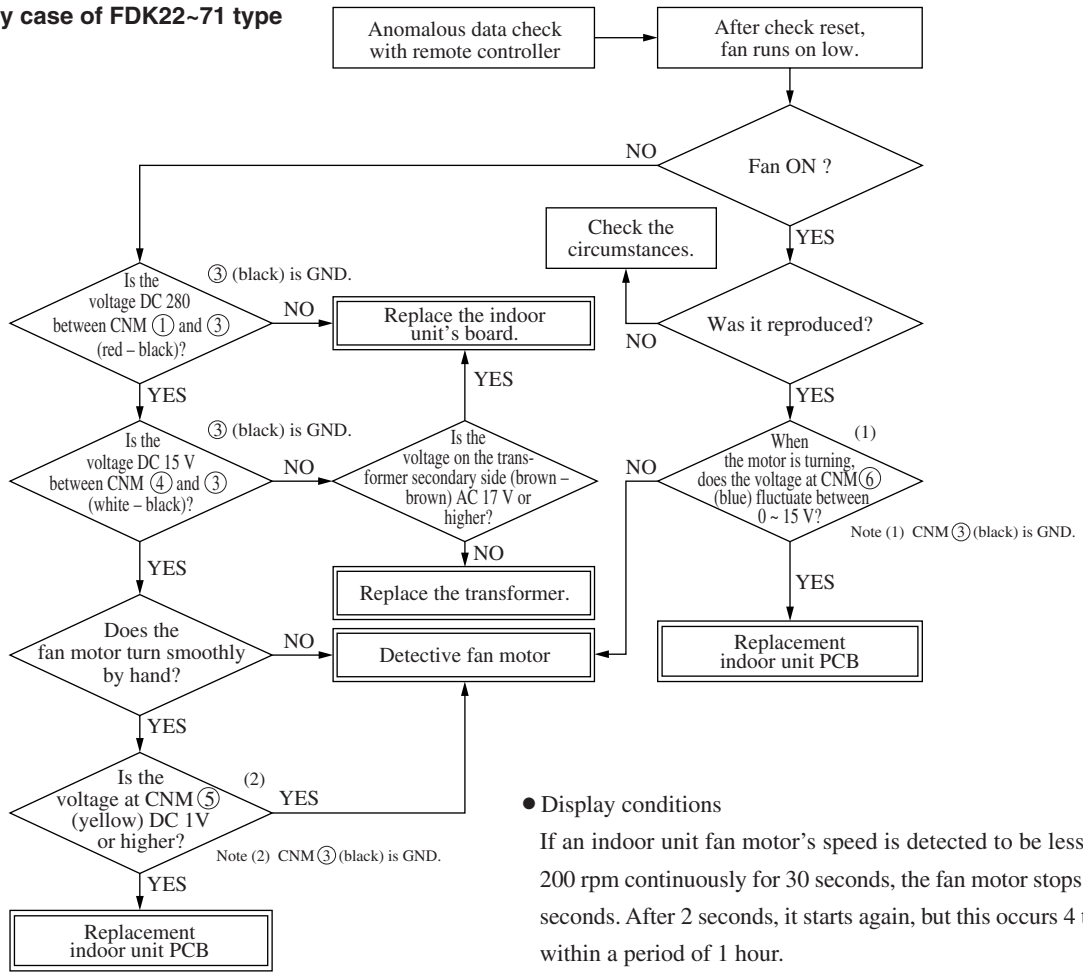 y case of FDK22~71 type
Anomalous data check
with remote controller
After check reset,
fan runs on low.
Fan ON ?
NO
YES
Check the
circumstances.
Was it reproduced?
NO
YES
③ (black) is GND.
Is the
voltage DC 280
between CNM ① and ③
(red – black)?
NO
YES
Replace the indoor
unit's board.
YES
③ (black) is GND.
Is the
voltage DC 15 V
between CNM ④ and ③
(white – black)?
NO
YES
Is the
voltage on the trans-
former secondary side (brown –
brown) AC 17 V or
higher?
NO
Replace the transformer.
(1)
When
the motor is turning,
does the voltage at CNM⑥
(blue) fluctuate between
0 ~ 15 V?
NO
Note (1) CNM③(black) is GND.
YES
Replacement
indoor unit PCB
Does the
fan motor turn smoothly
by hand?
NO
YES
Detective fan motor
(2)
Is the
voltage at CNM⑤
(yellow) DC 1V
or higher?
YES
Note (2) CNM③(black) is GND.
YES
Replacement
indoor unit PCB
● Display conditions
If an indoor unit fan motor's speed is detected to be less
200 rpm continuously for 30 seconds, the fan motor stops
seconds. After 2 seconds, it starts again, but this occurs 4
within a period of 1 hour.